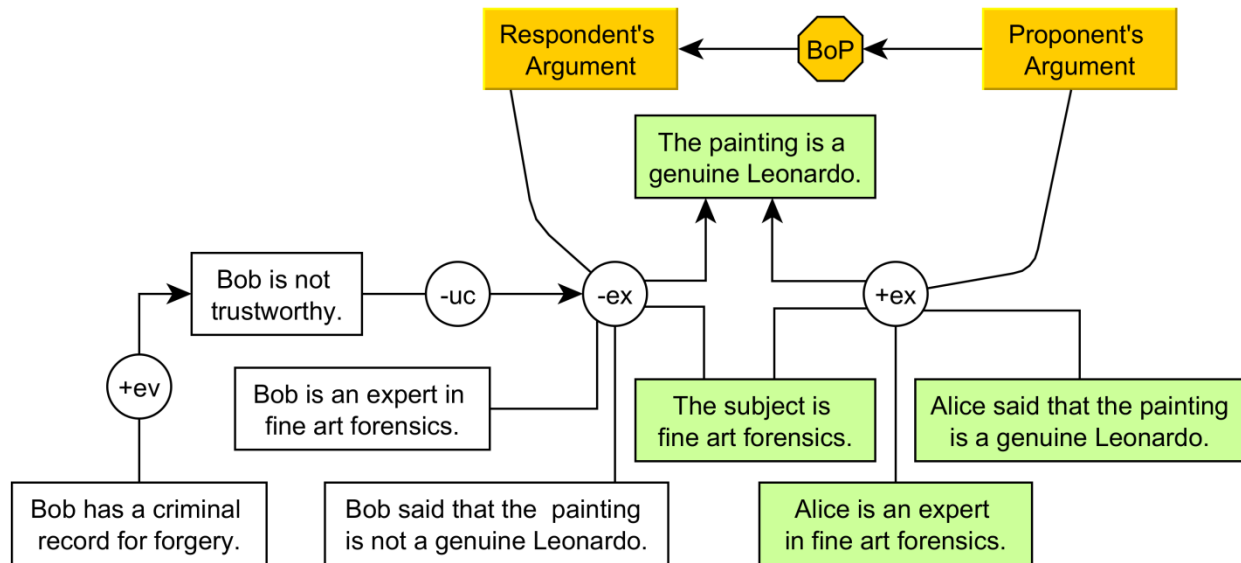 Respondent's
Argument
BoP
Proponent's
Argument
The painting is a
genuine Leonardo.
Bob is not
trustworthy.
-uc
-ex
+ex
+ev
Bob is an expert in
fine art forensics.
The subject is
fine art forensics.
Alice said that the painting
is a genuine Leonardo.
Bob has a criminal
record for forgery.
Bob said that the painting
is not a genuine Leonardo.
Alice is an expert
in fine art forensics.